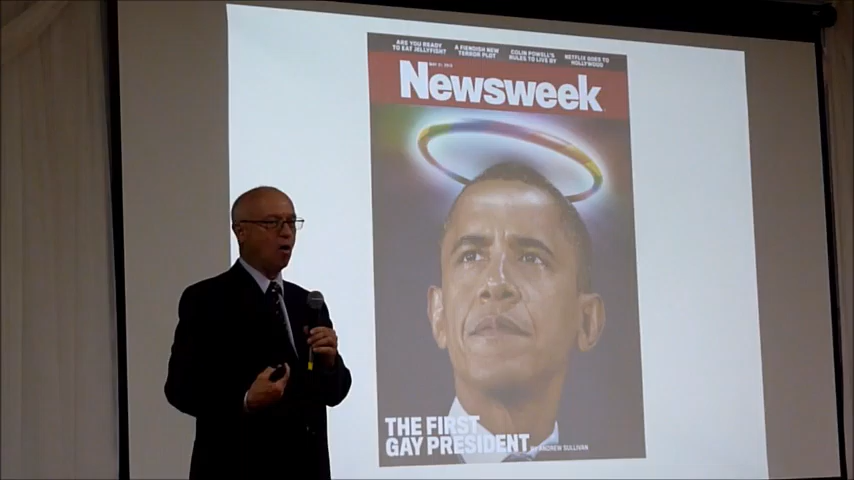 ARE YOU READY
TO EAT JELLYFISH
A FIENDISH NEW
TERROR PLOT
COLIN POWELL'S
RULES TO LIVE BY
NETFLIX GOES TO
HOLLYWOOD
Newsweek
THE FIRST
GAY PRESIDENT
BY ANDREW SULLIVAN